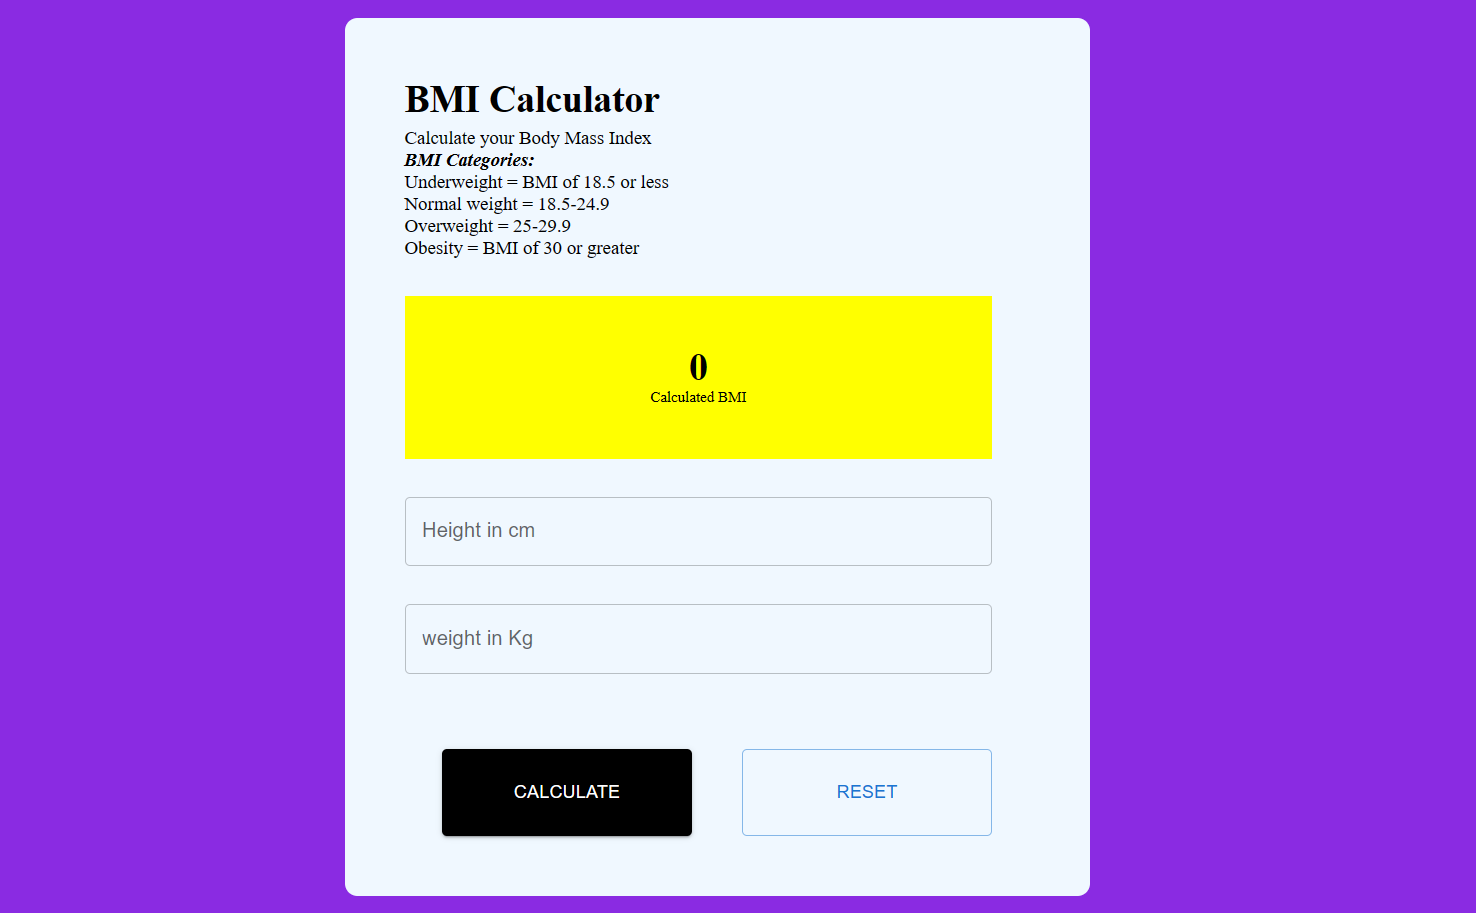 BMI Calculator
Calculate your Body Mass Index
BMI Categories:
Underweight = BMI of 18.5 or less
Normal weight = 18.5-24.9
Overweight = 25-29.9
Obesity = BMI of 30 or greater
0
Calculated BMI
Height in cm
weight in Kg
CALCULATE
RESET